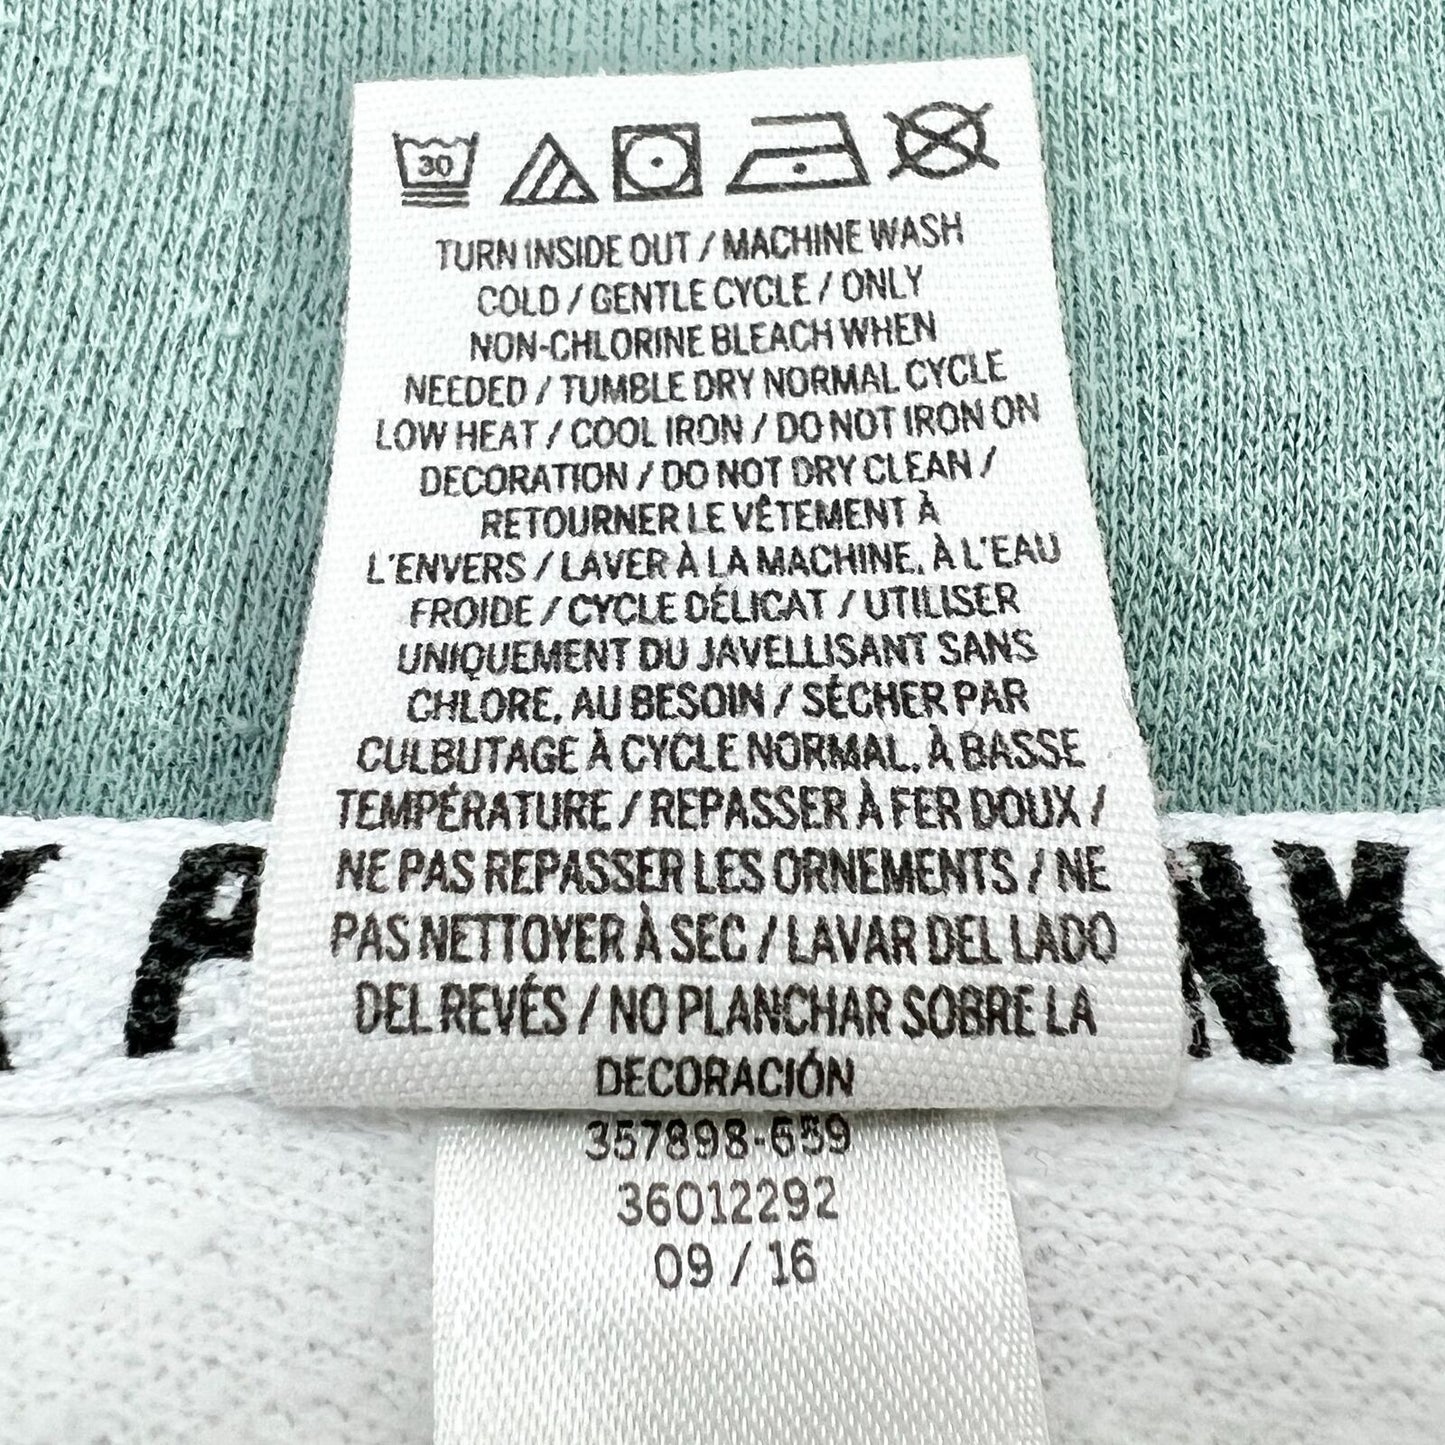 30
TURN INSIDE OUT / MACHINE WASH
COLD / GENTLE CYCLE / ONLY
NON-CHLORINE BLEACH WHEN
NEEDED / TUMBLE DRY NORMAL CYCLE
LOW HEAT / COOL IRON / DO NOT IRON ON
DECORATION / DO NOT DRY CLEAN /
RETOURNER LE VÊTEMENT À
L'ENVERS / LAVER À LA MACHINE, À L'EAU
FROIDE / CYCLE DÉLICAT / UTILISER
UNIQUEMENT DU JAVELLISANT SANS
CHLORE, AU BESOIN / SÉCHER PAR
CULBUTAGE À CYCLE NORMAL, À BASSE
TEMPÉRATURE / REPASSER À FER DOUX /
NE PAS REPASSER LES ORNEMENTS / NE
PAS NETTOYER À SEC / LAVAR DEL LADO
DEL REVÉS / NO PLANCHAR SOBRE LA
DECORACIÓN
357898-659
36012292
09 / 16